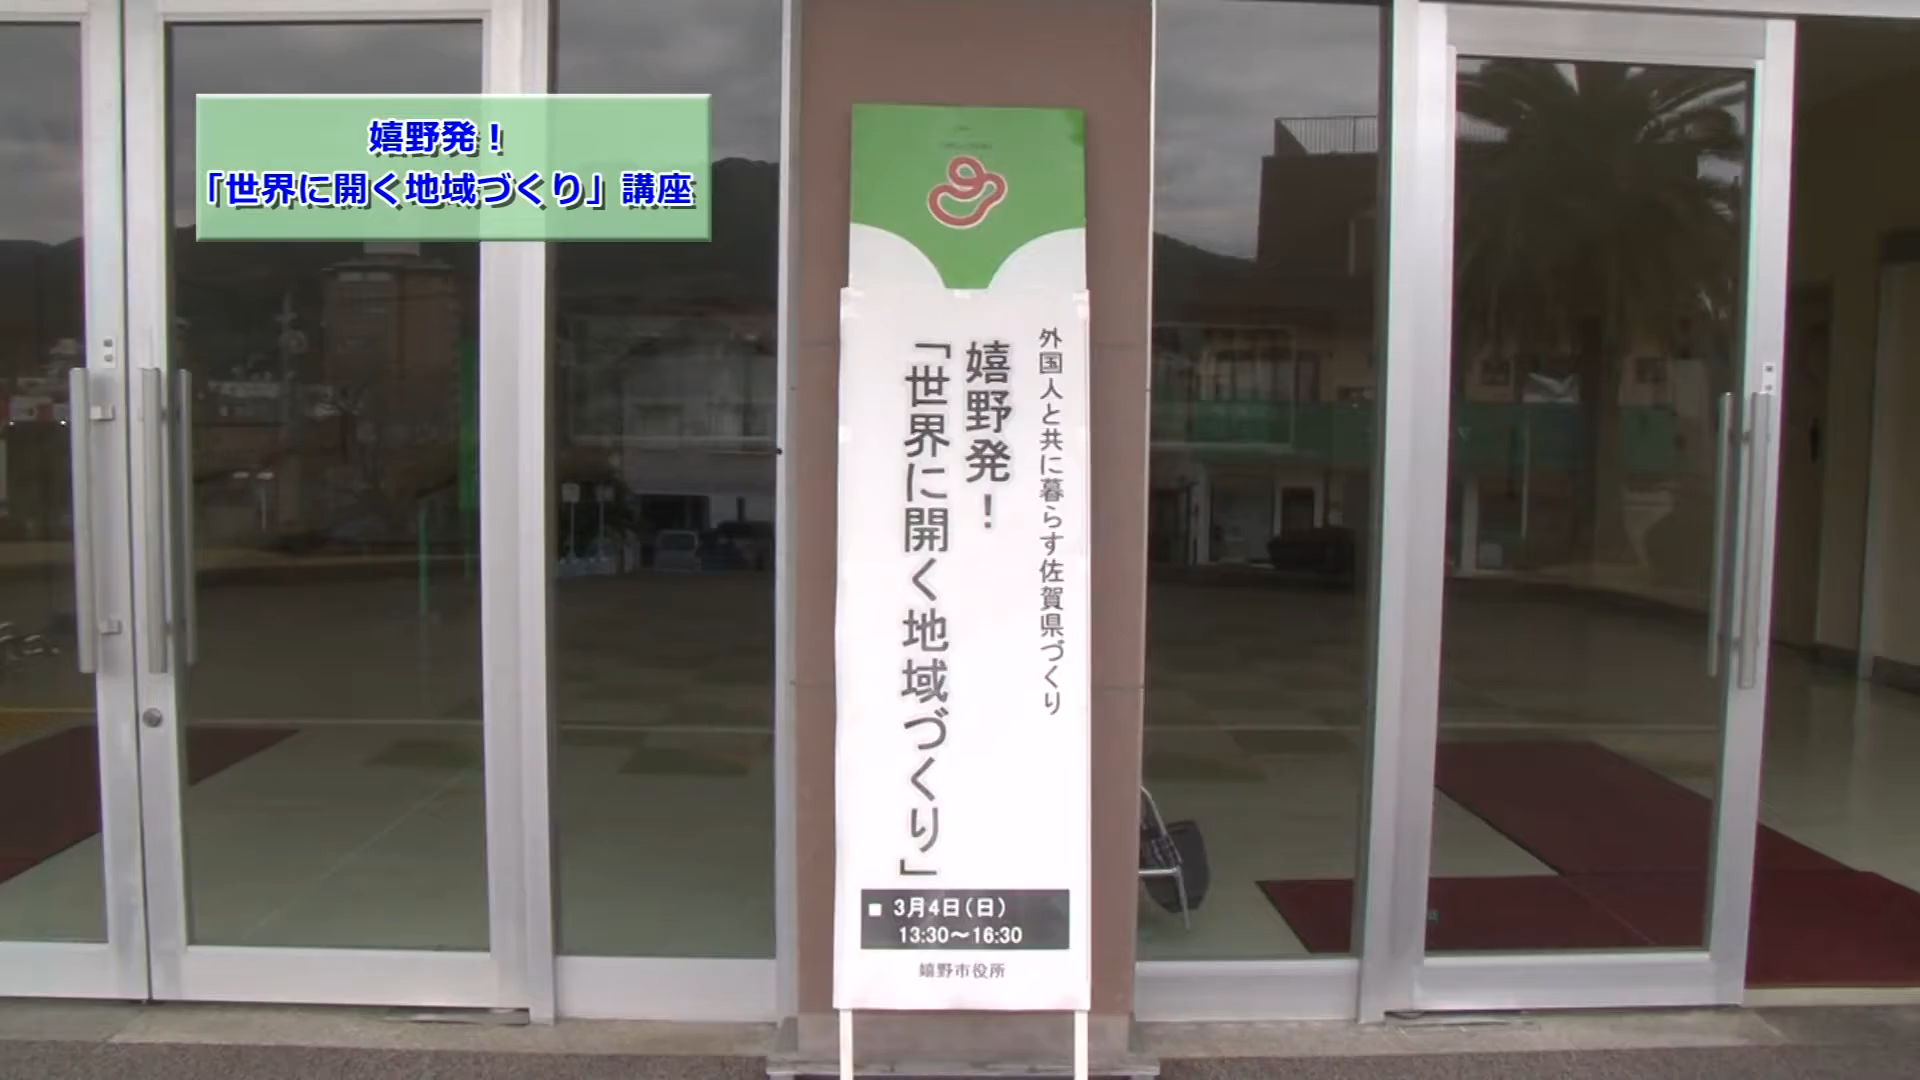 嬉野発！
「世界に開く地域づくり」講座
外国人と共に暮らす佐賀県づくり
嬉野発！
「世界に開く地域づくり」
■ 3月4日(日)
13:30～16:30
嬉野市役所